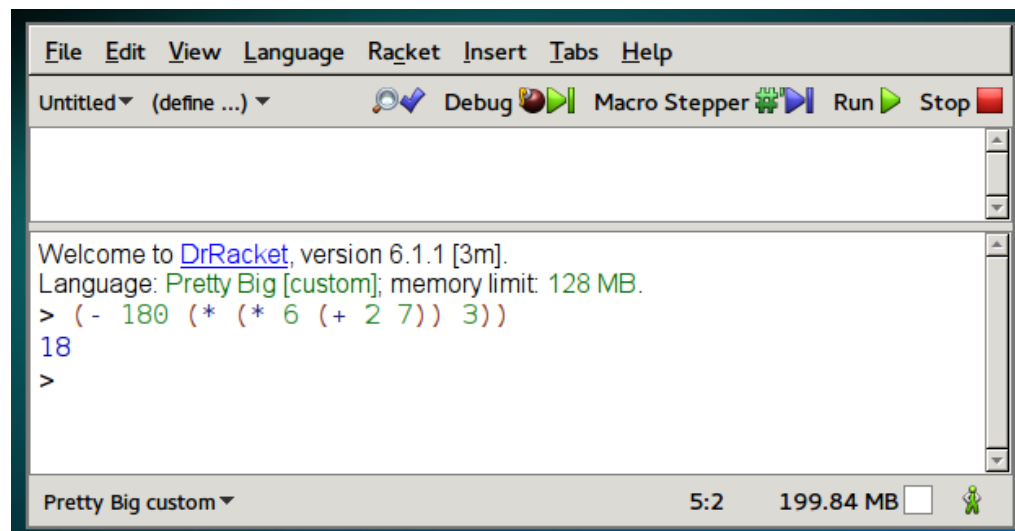 File Edit View Language Racket Insert Tabs Help
Untitled (define ...) Debug Macro Stepper Run Stop
Welcome to DrRacket, version 6.1.1 [3m].
Language: Pretty Big [custom]; memory limit: 128 MB.
> (- 180 (* (* 6 (+ 2 7)) 3))
18
>
Pretty Big custom 5:2 199.84 MB